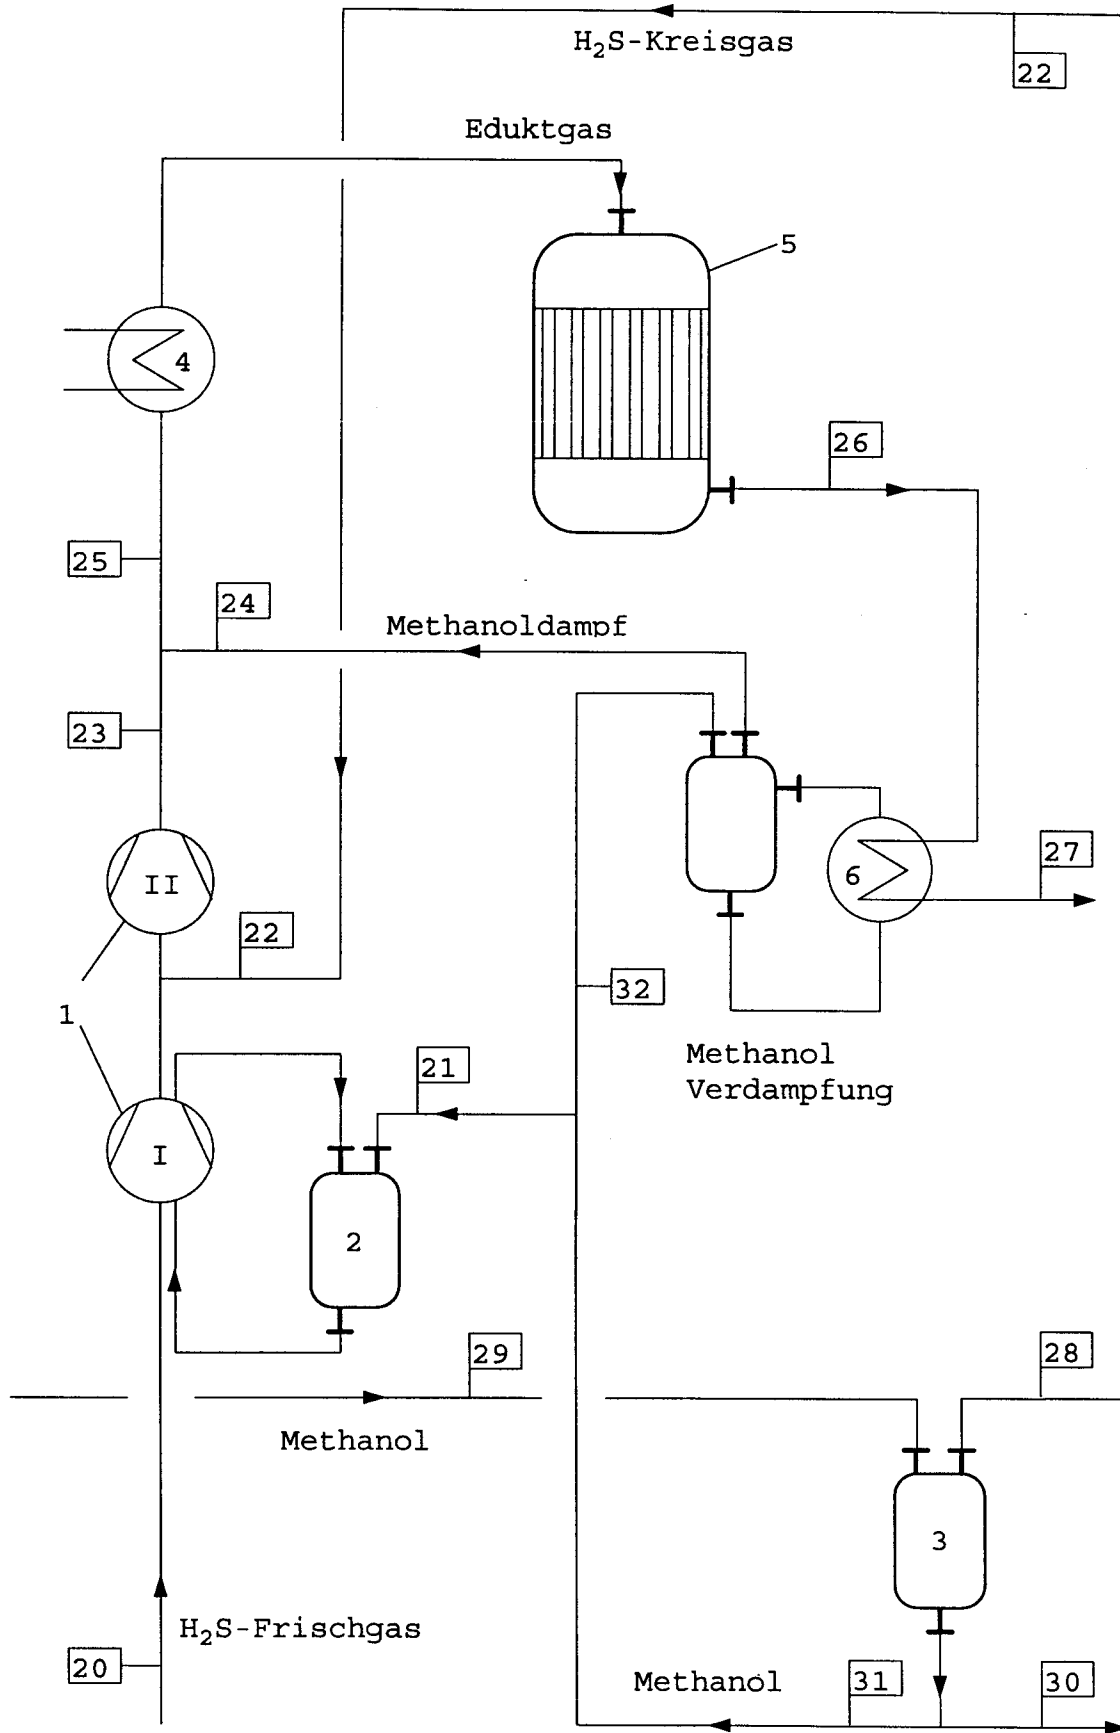 H₂S-Kreisgas
22
Eduktgas
5
4
26
25
24
Methanoldampf
23
II
6
27
22
1
32
Methanol
Verdampfung
21
I
2
29
28
Methanol
3
H₂S-Frischgas
20
Methanol
31
30